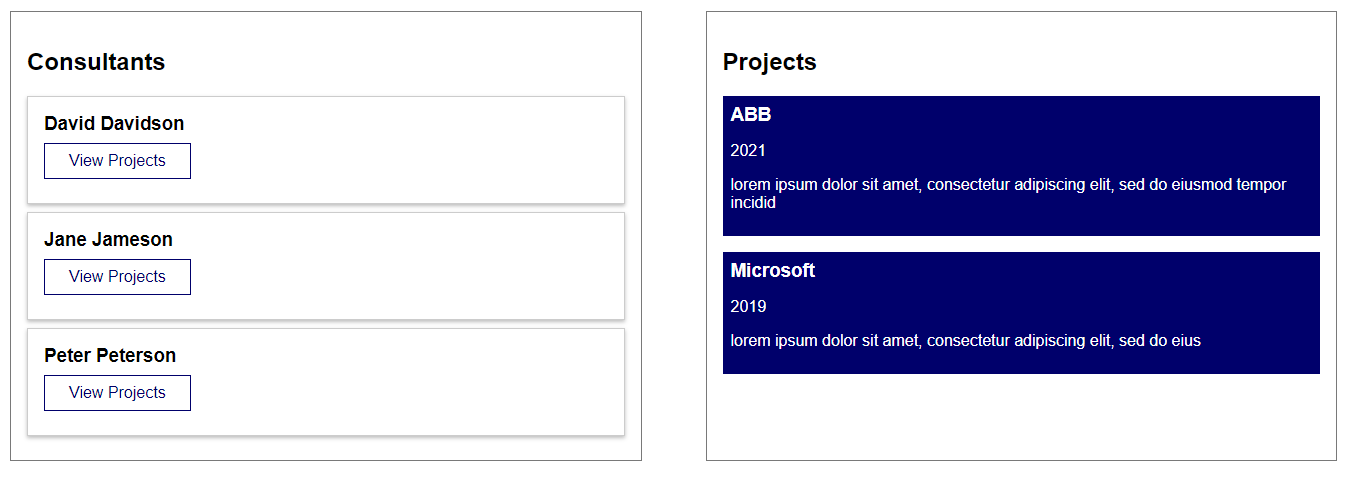 Consultants
David Davidson
View Projects
Jane Jameson
View Projects
Peter Peterson
View Projects
Projects
ABB
2021
lorem ipsum dolor sit amet, consectetur adipiscing elit, sed do eiusmod tempor
incidid
Microsoft
2019
lorem ipsum dolor sit amet, consectetur adipiscing elit, sed do eius